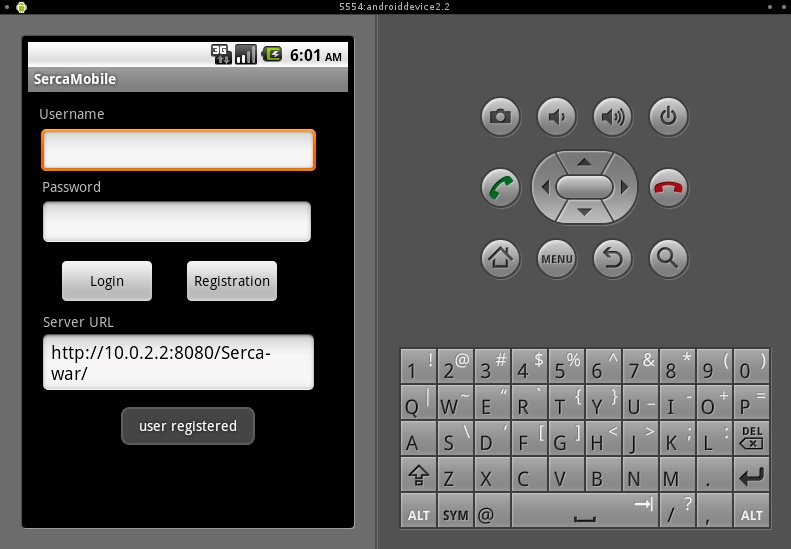 5554:androiddevice2.2
3G
6:01 AM
SercaMobile
Username
Password
Login
Registration
Server URL
http://10.0.2.2:8080/Serca-
war/
user registered
MENU
1 ! 2 @ 3 # 4 $ 5 % 6 ^ 7 & 8 * 9 ( 0 )
Q | W ~ E “ R ` T { Y } U _ I - O + P =
A S \ D ‘ F [ G ] H < J > K ; L : DEL
Z X C V B N M .
ALT SYM @ / ? , ALT